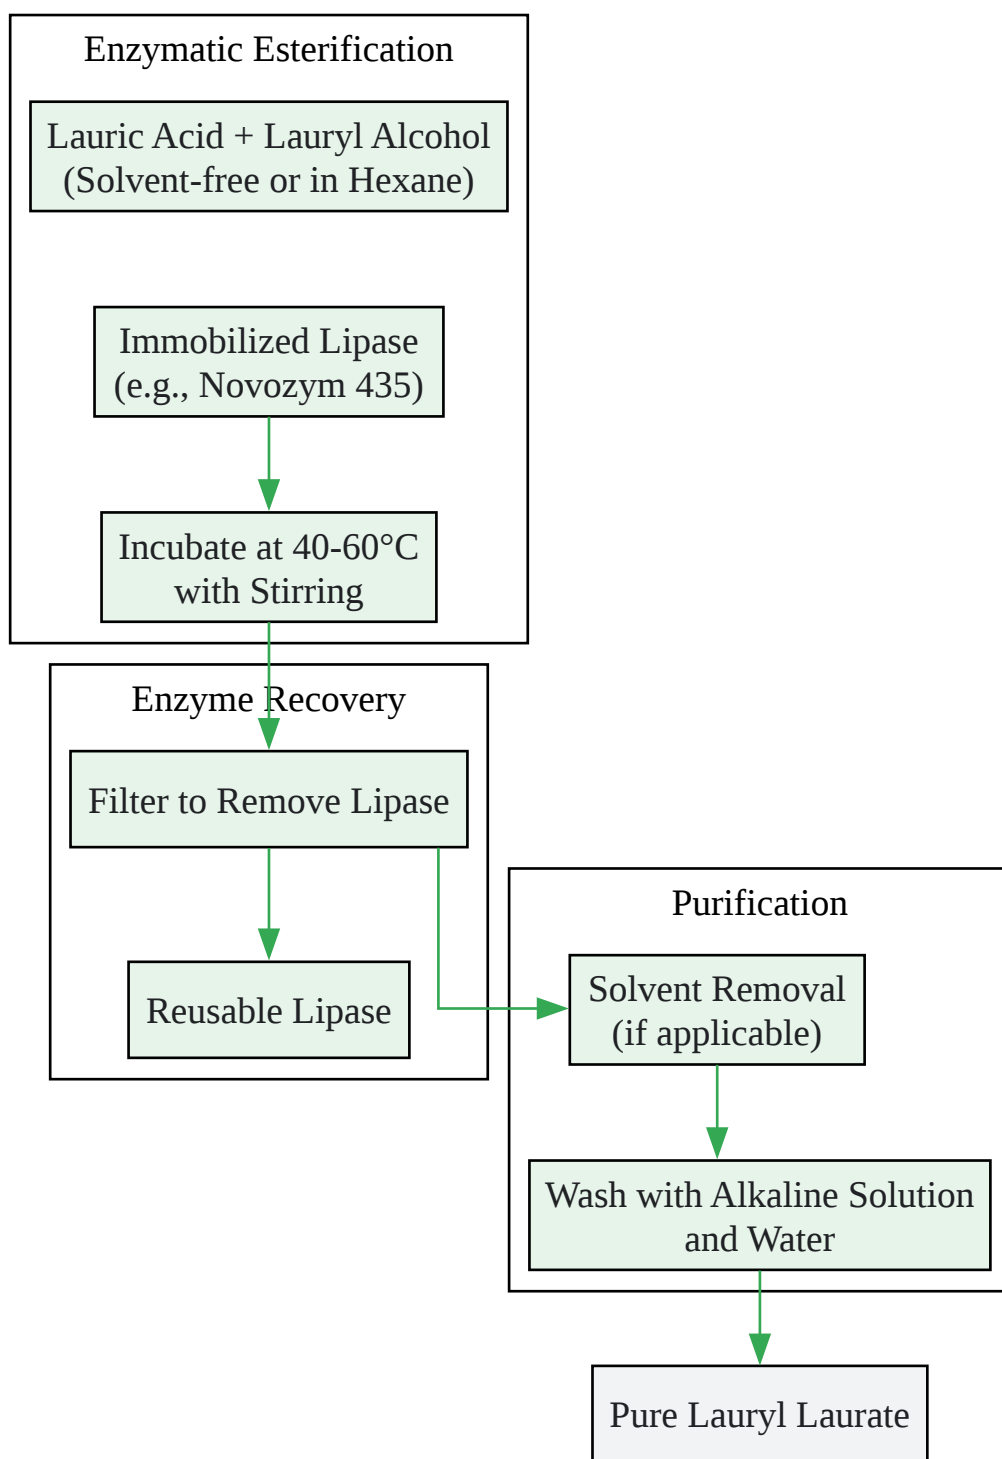 Enzymatic Esterification
Lauric Acid + Lauryl Alcohol
(Solvent-free or in Hexane)
Immobilized Lipase
(e.g., Novozym 435)
Incubate at 40-60°C
with Stirring
Enzyme Recovery
Filter to Remove Lipase
Reusable Lipase
Purification
Solvent Removal
(if applicable)
Wash with Alkaline Solution
and Water
Pure Lauryl Laurate